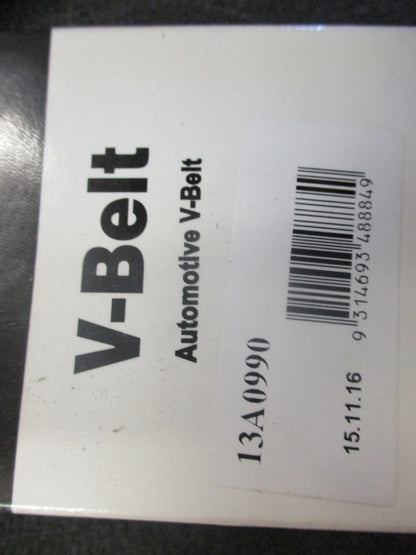 V-Belt
Automotive V-Belt
13A0990
9 314693 488849
15.11.16